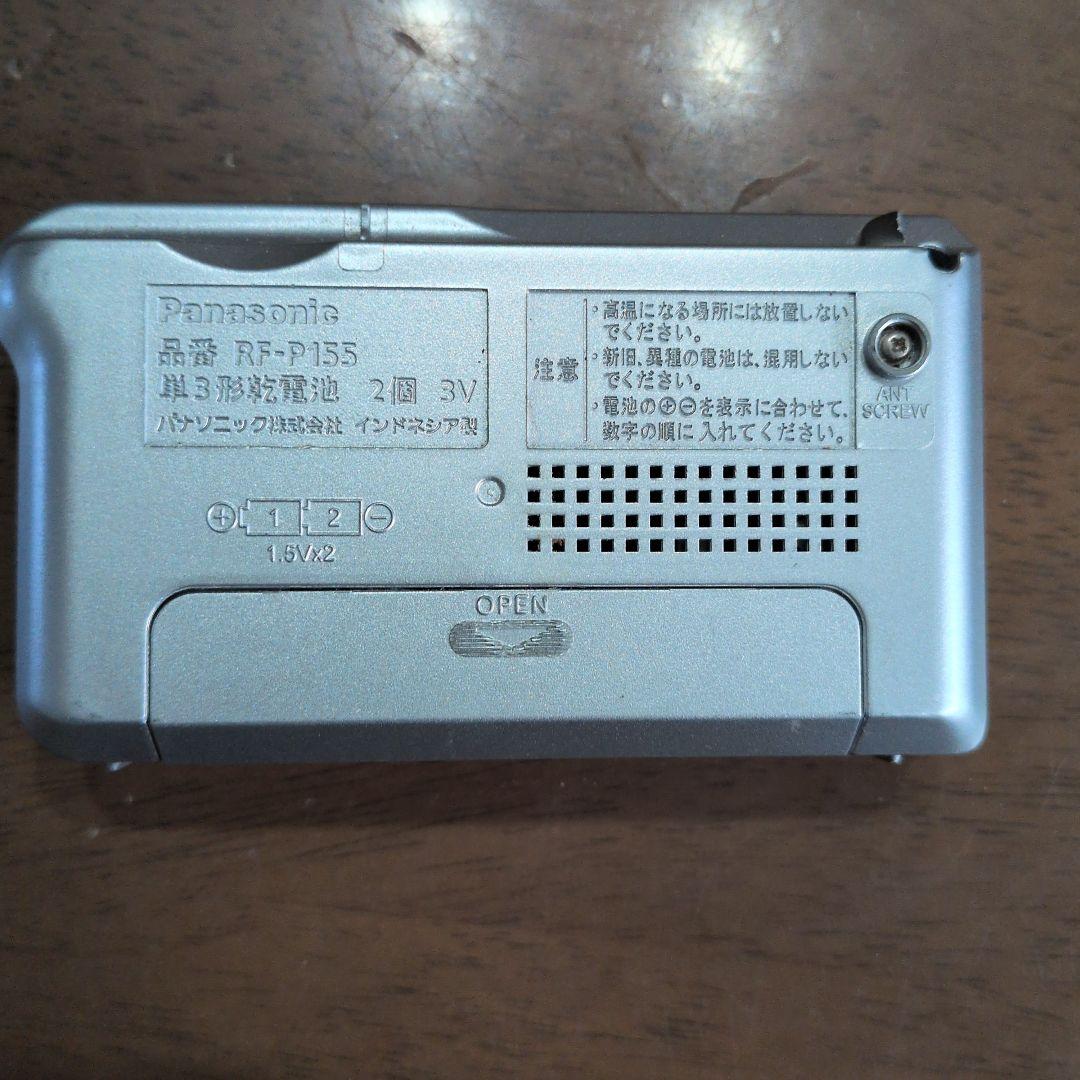 Panasonic
品番 RF-P155
単3形乾電池 2個 3V
パナソニック株式会社 インドネシア製
注意
・高温になる場所には放置しない
でください。
・新旧、異種の電池は、混用しない
でください。
・電池の⊕⊖を表示に合わせて、
数字の順に入れてください。
ANT
SCREW
⊕ 1 2 ⊖
1.5Vx2
K
OPEN